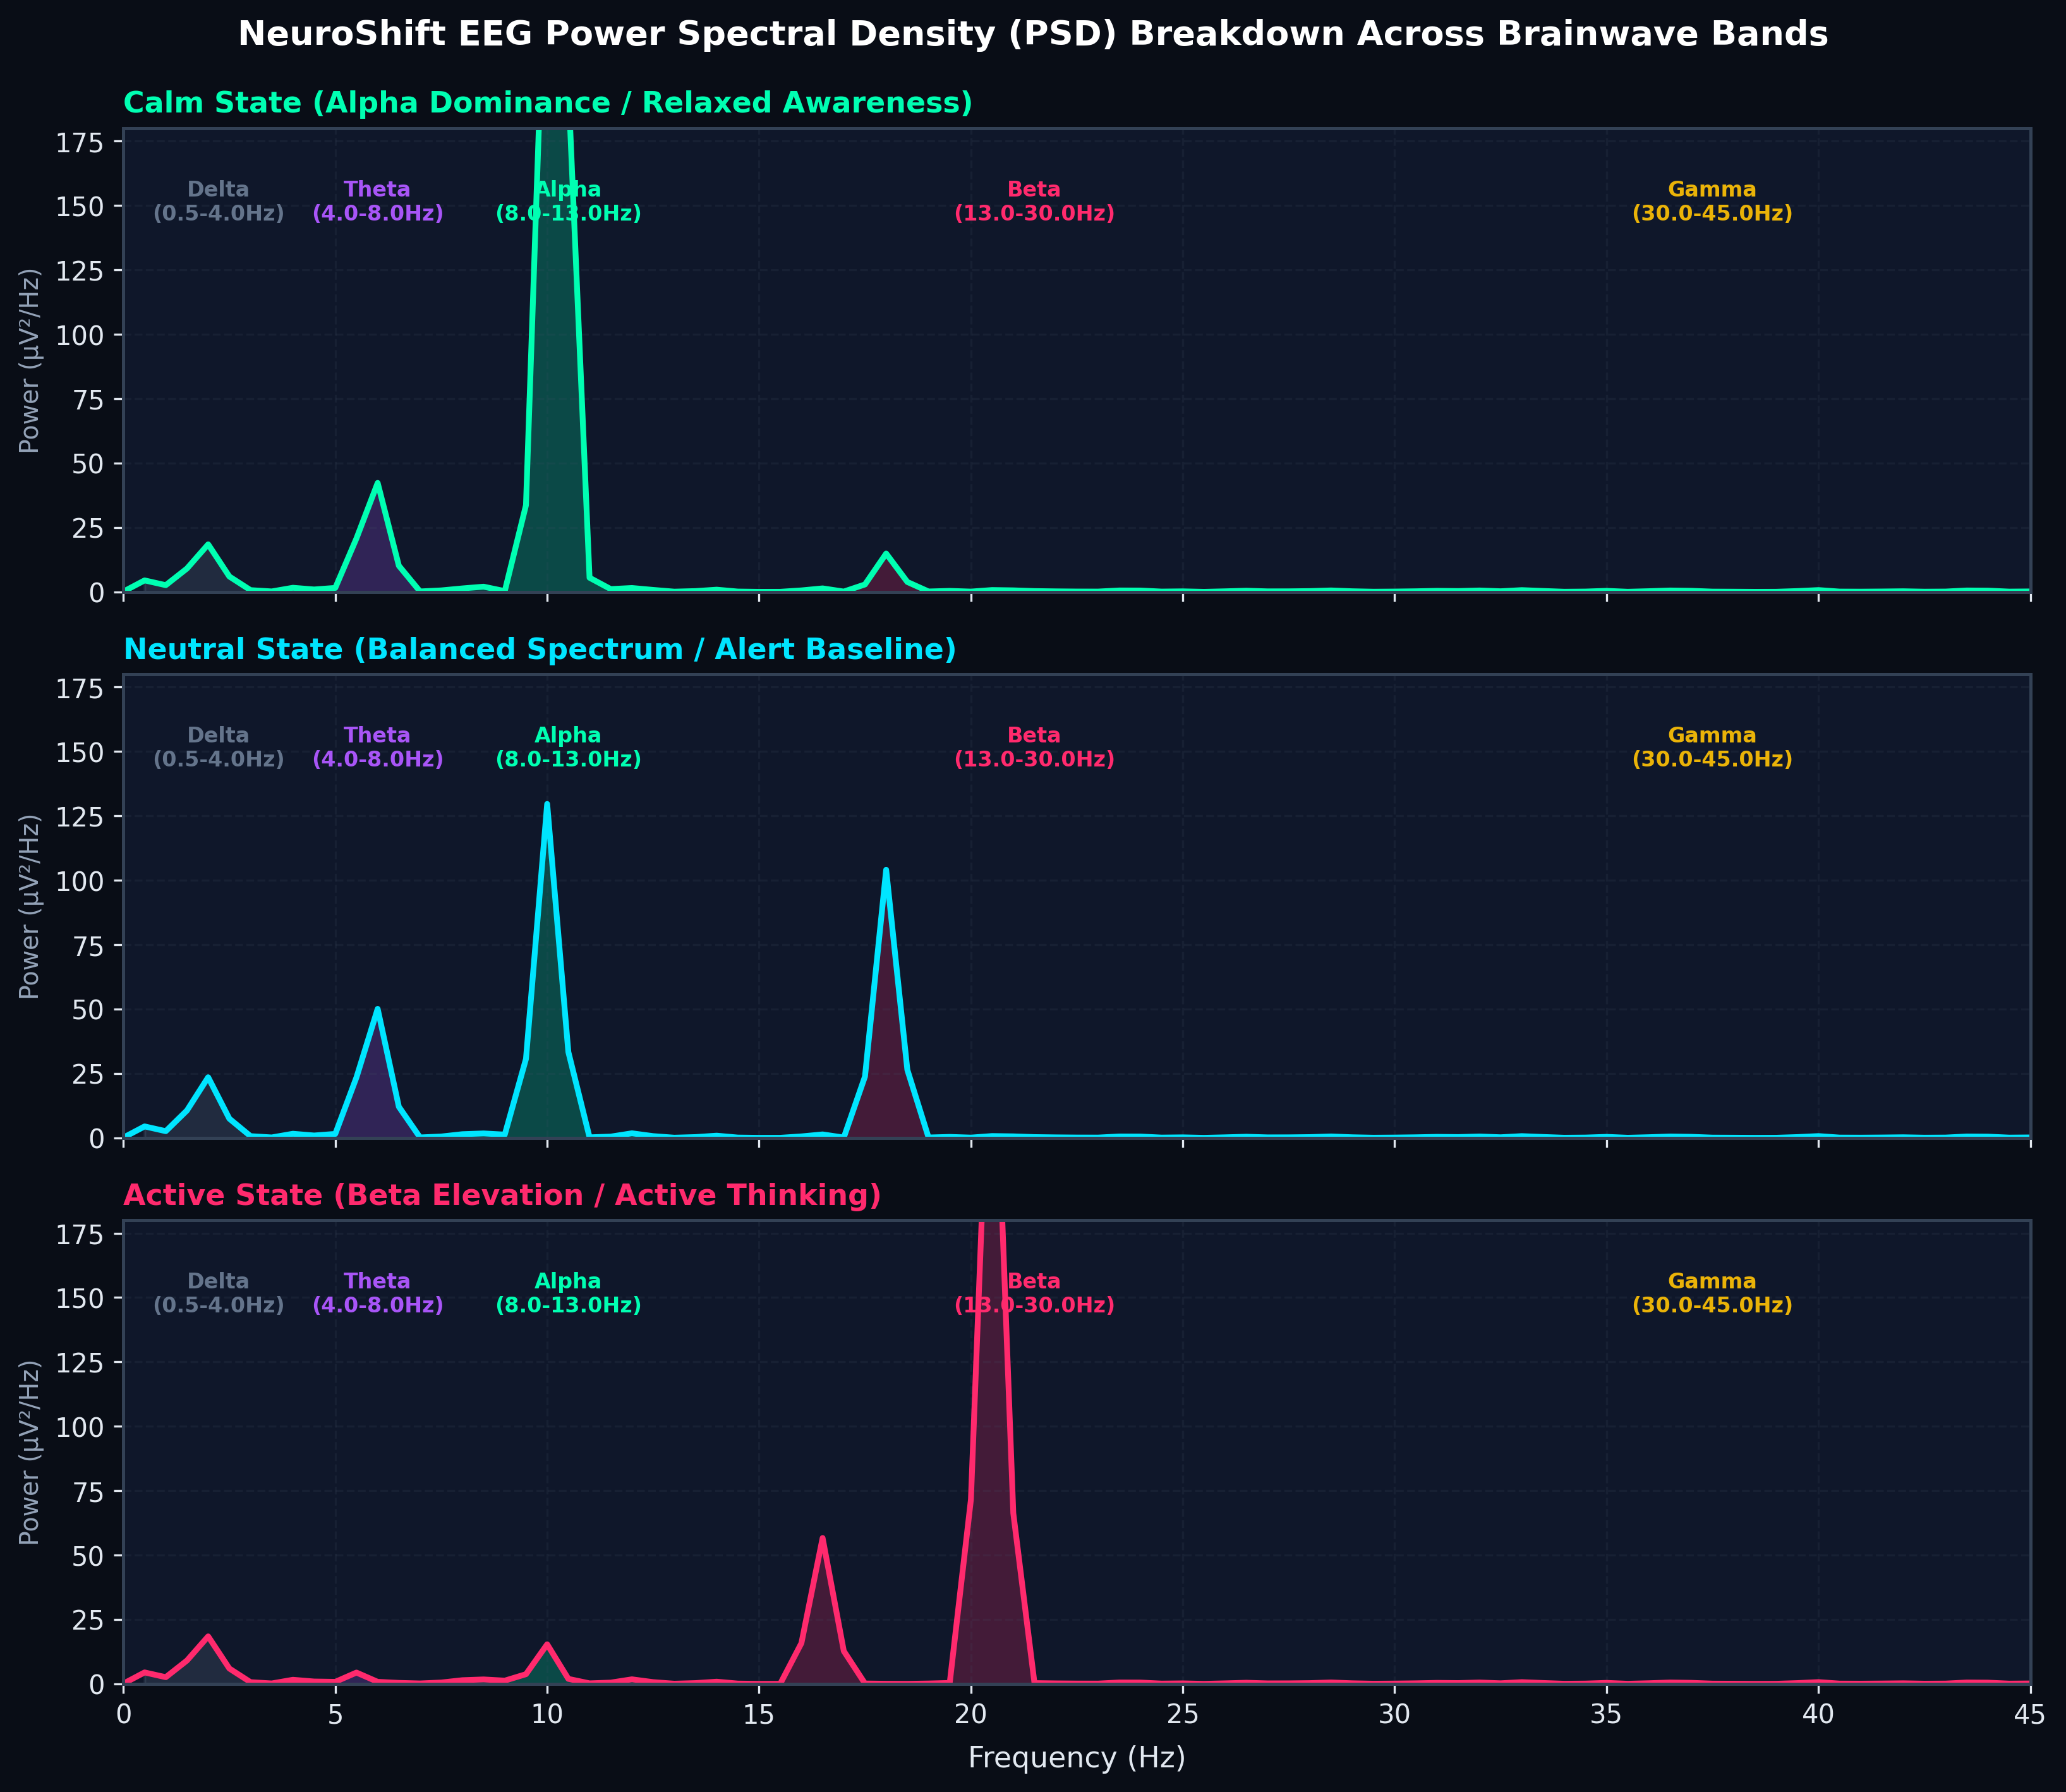 NeuroShift EEG Power Spectral Density (PSD) Breakdown Across Brainwave Bands
Calm State (Alpha Dominance / Relaxed Awareness)
175
150
125
100
75
50
25
0
Power (µV²/Hz)
Delta
(0.5-4.0Hz)
Theta
(4.0-8.0Hz)
Alpha
(8.0-13.0Hz)
Beta
(13.0-30.0Hz)
Gamma
(30.0-45.0Hz)
Neutral State (Balanced Spectrum / Alert Baseline)
175
150
125
100
75
50
25
0
Power (µV²/Hz)
Delta
(0.5-4.0Hz)
Theta
(4.0-8.0Hz)
Alpha
(8.0-13.0Hz)
Beta
(13.0-30.0Hz)
Gamma
(30.0-45.0Hz)
Active State (Beta Elevation / Active Thinking)
175
150
125
100
75
50
25
0
Power (µV²/Hz)
Delta
(0.5-4.0Hz)
Theta
(4.0-8.0Hz)
Alpha
(8.0-13.0Hz)
Beta
(13.0-30.0Hz)
Gamma
(30.0-45.0Hz)
0 5 10 15 20 25 30 35 40 45
Frequency (Hz)